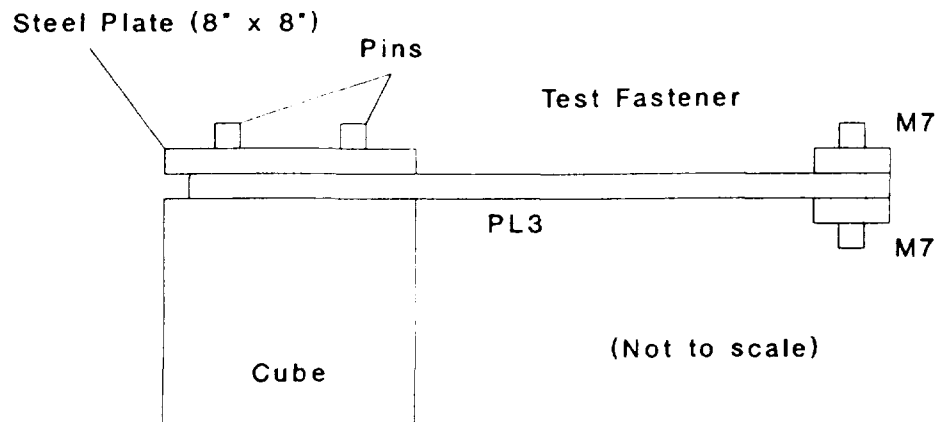 Steel Plate (8" x 8")
Pins
Test Fastener
M7
PL3
M7
(Not to scale)
Cube